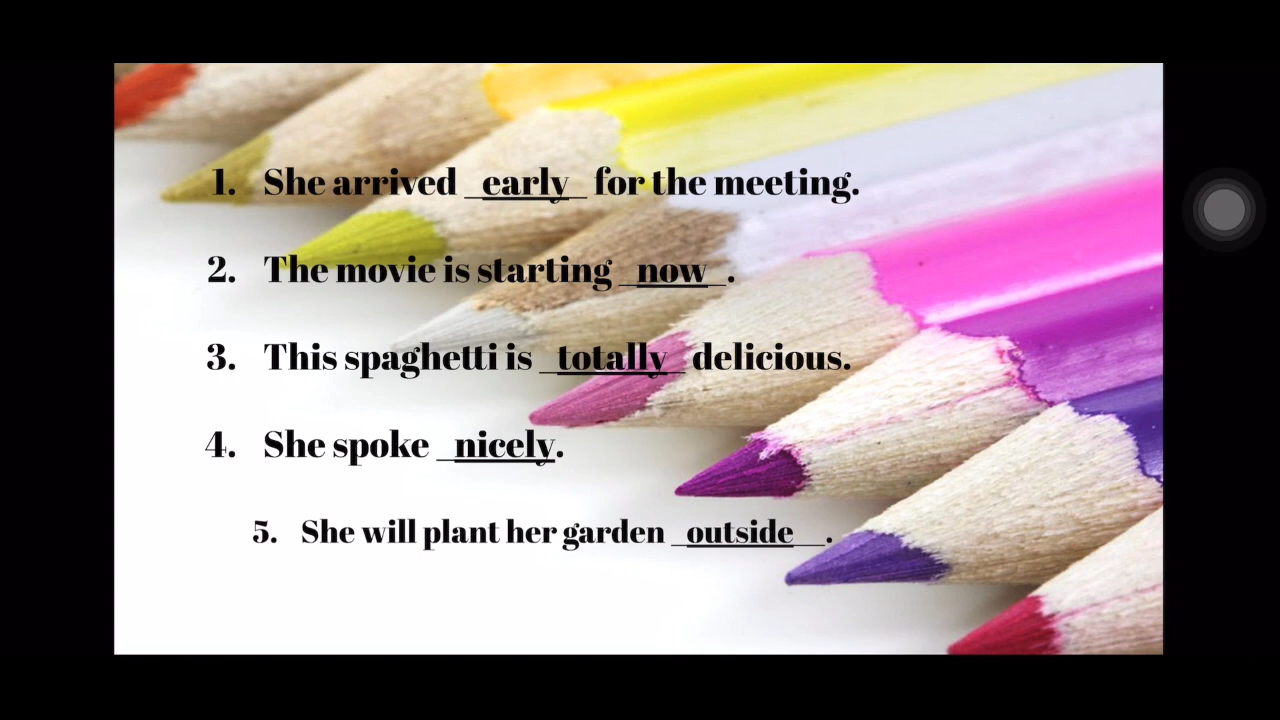 1. She arrived _early_ for the meeting.
2. The movie is starting _now_.
3. This spaghetti is _totally_ delicious.
4. She spoke _nicely.
5. She will plant her garden _outside__.